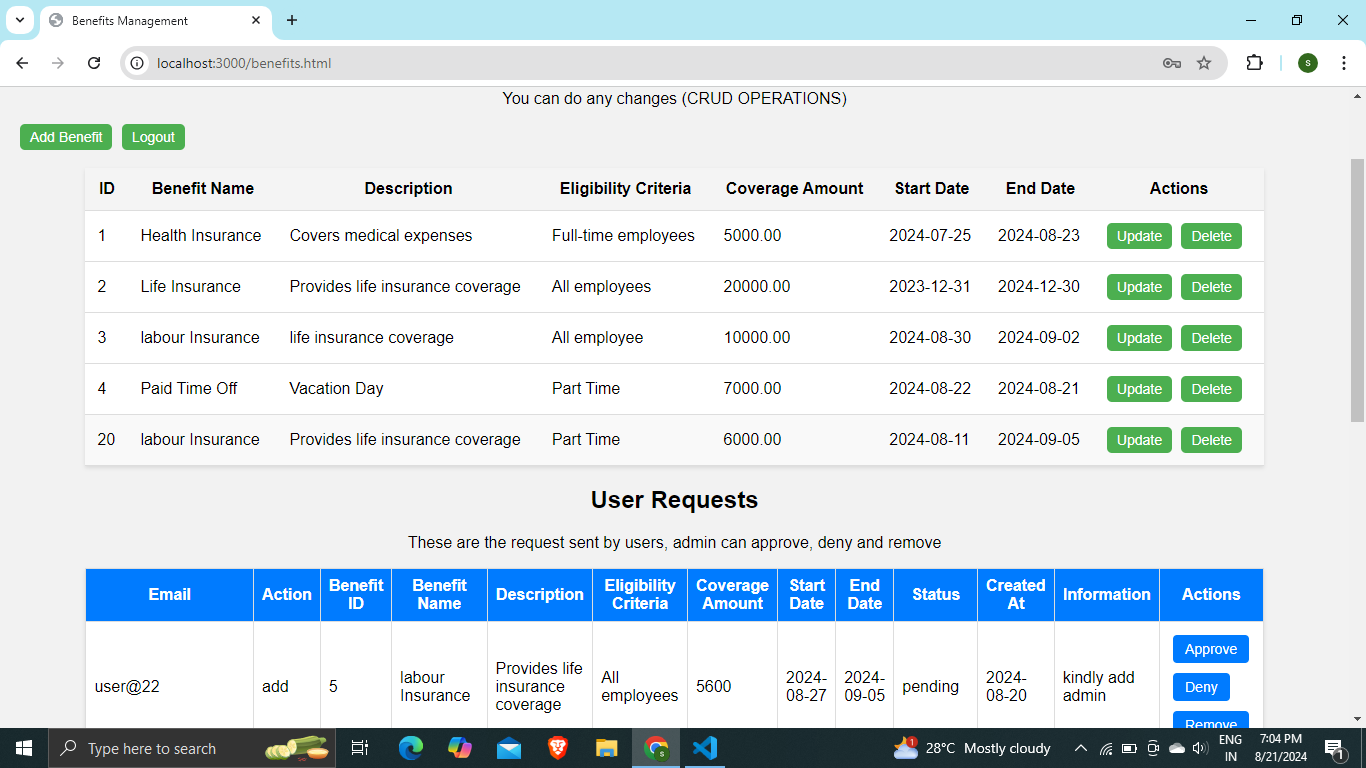 Benefits Management
localhost:3000/benefits.html
S
You can do any changes (CRUD OPERATIONS)
Add Benefit Logout
ID Benefit Name Description Eligibility Criteria Coverage Amount Start Date End Date Actions
1 Health Insurance Covers medical expenses Full-time employees 5000.00 2024-07-25 2024-08-23 Update Delete
2 Life Insurance Provides life insurance coverage All employees 20000.00 2023-12-31 2024-12-30 Update Delete
3 labour Insurance life insurance coverage All employee 10000.00 2024-08-30 2024-09-02 Update Delete
4 Paid Time Off Vacation Day Part Time 7000.00 2024-08-22 2024-08-21 Update Delete
20 labour Insurance Provides life insurance coverage Part Time 6000.00 2024-08-11 2024-09-05 Update Delete
User Requests
These are the request sent by users, admin can approve, deny and remove
Email Action Benefit ID Benefit Name Description Eligibility Criteria Coverage Amount Start Date End Date Status Created At Information Actions
user@22 add 5 labour Insurance Provides life insurance coverage All employees 5600 2024-08-27 2024-09-05 pending 2024-08-20 kindly add admin Approve
Deny
Remove
Type here to search
1
28°C Mostly cloudy
ENG
IN
7:04 PM
8/21/2024
1